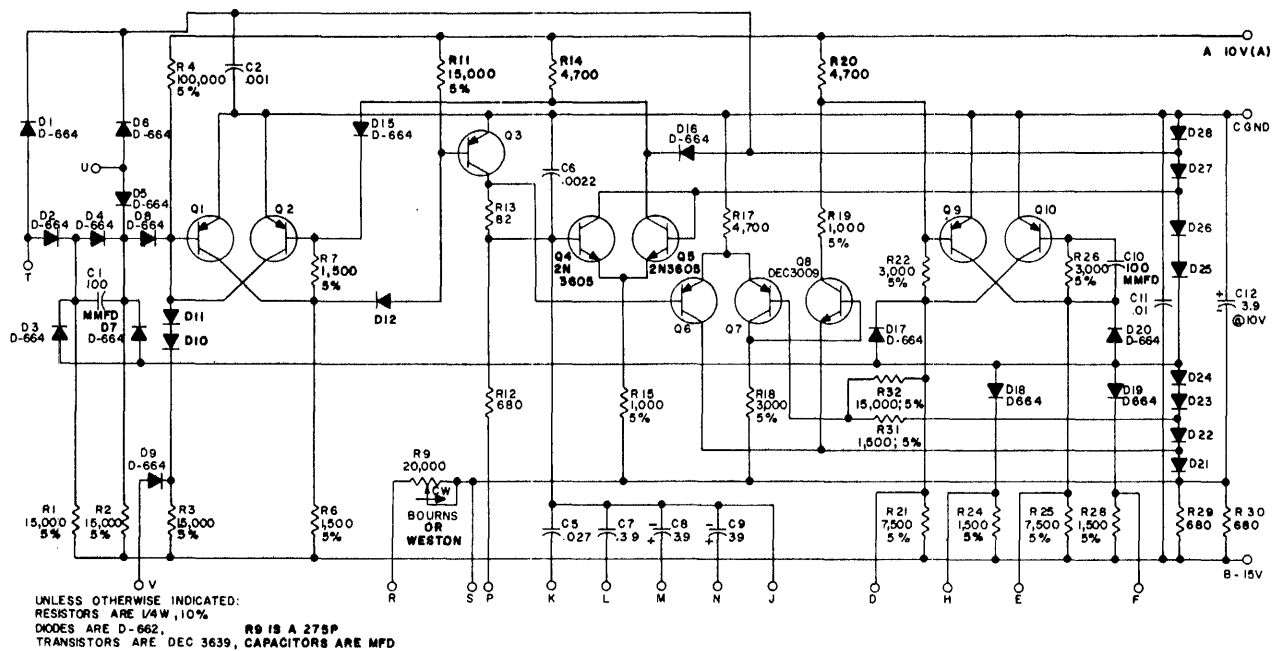 R4
100,000
5%
C2
.001
R11
15,000
5%
R14
4,700
R20
4,700
A 10V(A)
D1
D-664
D6
D-664
D15
D-664
Q3
D16
D-664
C GND
D28
D27
U
C6
.0022
D5
D-664
D2
D-664
D4
D-664
D8
D-664
Q1
Q2
R13
82
R17
4,700
R19
1,000
5%
Q9
Q10
D26
T
R7
1,500
5%
Q4
2N
3605
Q5
2N3605
Q8
DEC3009
R22
3,000
5%
R26
3,000
5%
C10
100
MMFD
D25
C1
100
MMFD
D12
Q6
Q7
C11
.01
C12
3.9
@10V
+
-
D3
D-664
D7
D-664
D11
D10
D17
D-664
D20
D-664
R12
680
R15
1,000
5%
R18
3,000
5%
R32
15,000; 5%
R31
1,500; 5%
D18
D664
D19
D664
D24
D23
D22
D21
D9
D-664
R9
20,000
CW
BOURNS
OR
WESTON
R1
15,000
5%
R2
15,000
5%
R3
15,000
5%
R6
1,500
5%
C5
.027
C7
.39
-
+
C8
3.9
-
+
C9
39
R21
7,500
5%
R24
1,500
5%
R25
7,500
5%
R28
1,500
5%
R29
680
R30
680
V
R
S
P
K
L
M
N
J
D
H
E
F
B-15V
UNLESS OTHERWISE INDICATED:
RESISTORS ARE 1/4W, 10%
DIODES ARE D-662, R9 IS A 275P
TRANSISTORS ARE DEC 3639, CAPACITORS ARE MFD